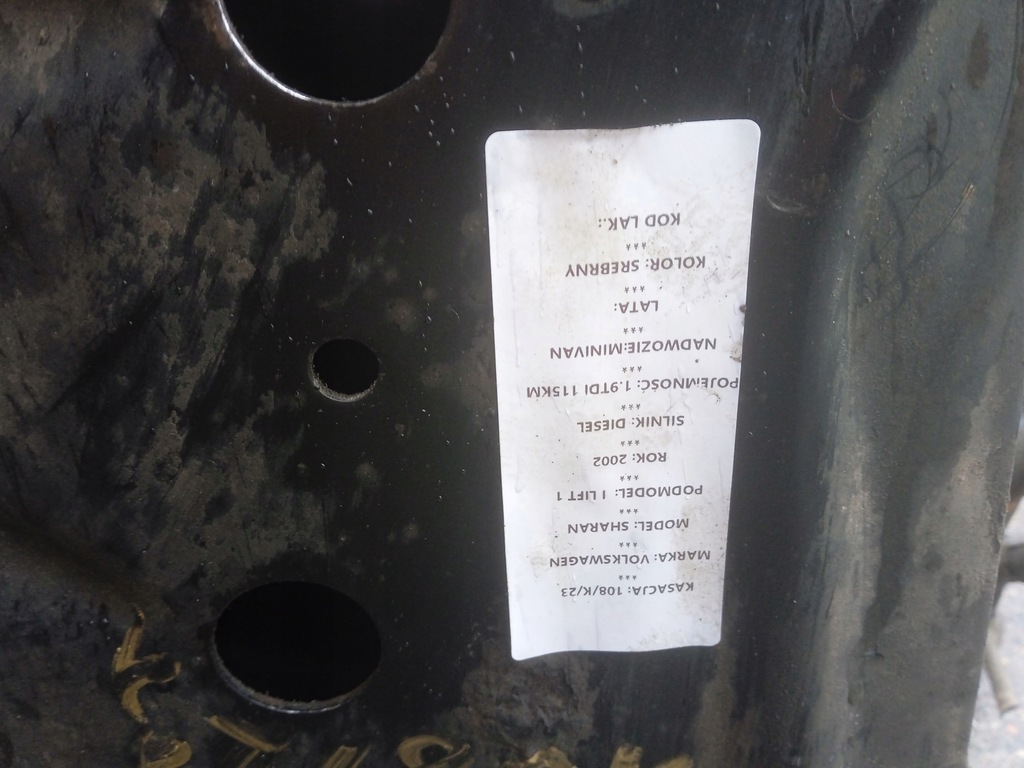 KASACJA: 108/K/23
***
MARKA: VOLKSWAGEN
***
MODEL: SHARAN
***
PODMODEL: I LIFT 1
***
ROK: 2002
***
SILNIK: DIESEL
***
POJEMNOŚĆ: 1.9TDI 115KM
***
NADWOZIE:MINIVAN
***
LATA:
***
KOLOR: SREBRNY
***
KOD LAK.: